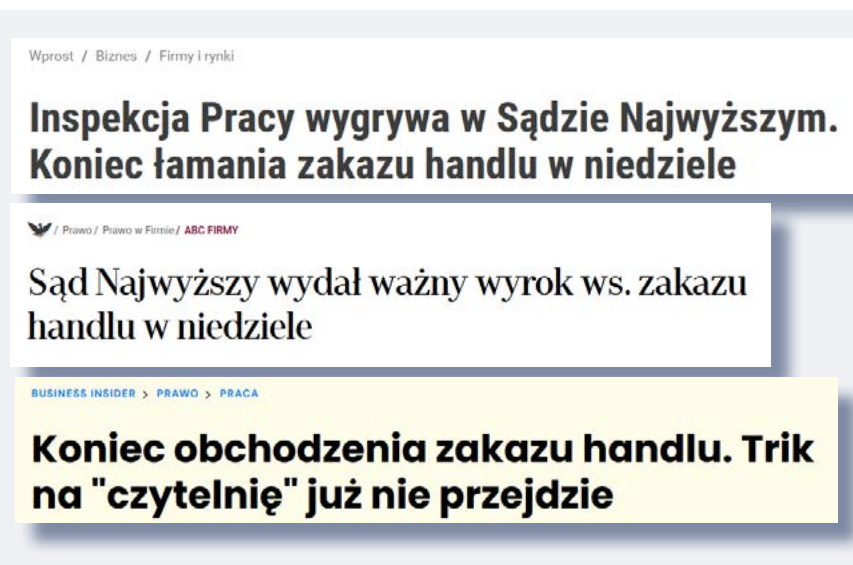 Wprost / Biznes / Firmy i rynki
Inspekcja Pracy wygrywa w Sądzie Najwyższym.
Koniec łamania zakazu handlu w niedziele
/ Prawo / Prawo w Firmie / ABC FIRMY
Sąd Najwyższy wydał ważny wyrok ws. zakazu
handlu w niedziele
BUSINESS INSIDER > PRAWO > PRACA
Koniec obchodzenia zakazu handlu. Trik
na "czytelnię" już nie przejdzie